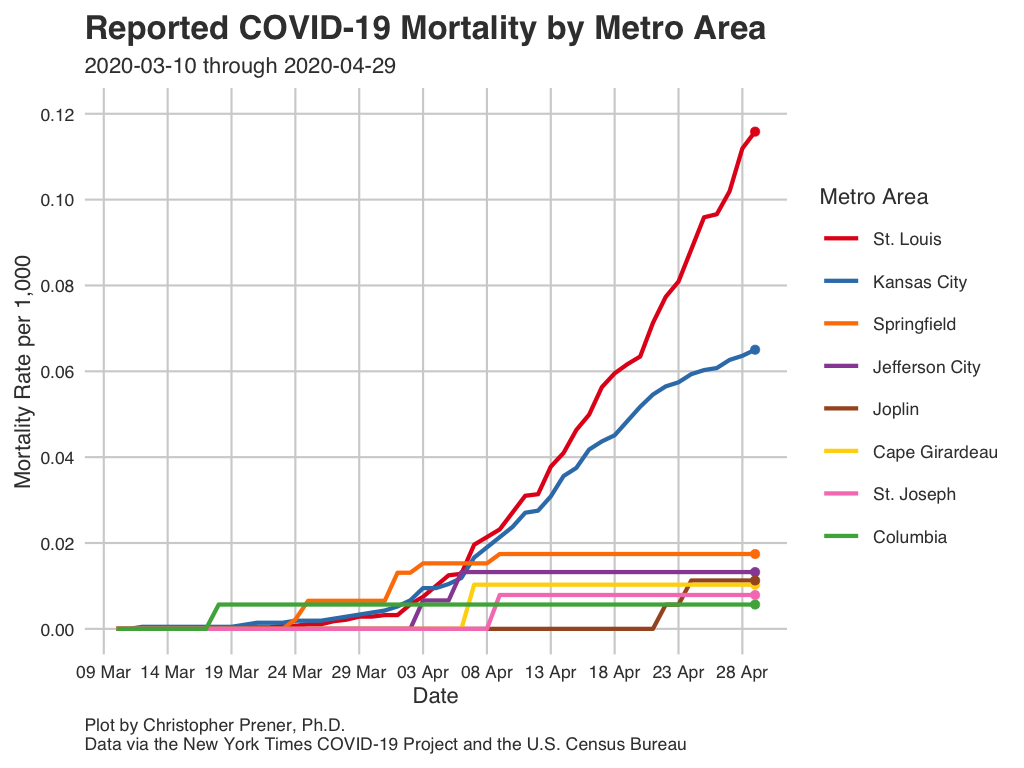 Reported COVID-19 Mortality by Metro Area
2020-03-10 through 2020-04-29
Mortality Rate per 1,000
0.12
0.10
0.08
0.06
0.04
0.02
0.00
09 Mar 14 Mar 19 Mar 24 Mar 29 Mar 03 Apr 08 Apr 13 Apr 18 Apr 23 Apr 28 Apr
Date
Metro Area
St. Louis
Kansas City
Springfield
Jefferson City
Joplin
Cape Girardeau
St. Joseph
Columbia
Plot by Christopher Prener, Ph.D.
Data via the New York Times COVID-19 Project and the U.S. Census Bureau